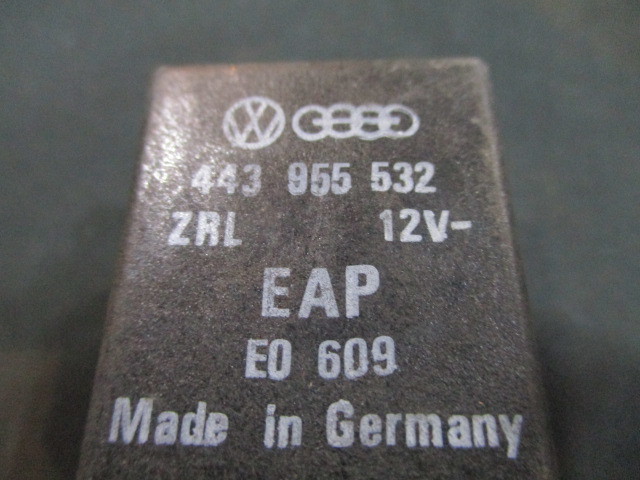 443 955 532
ZRL 12V-
EAP
E0 609
Made in Germany